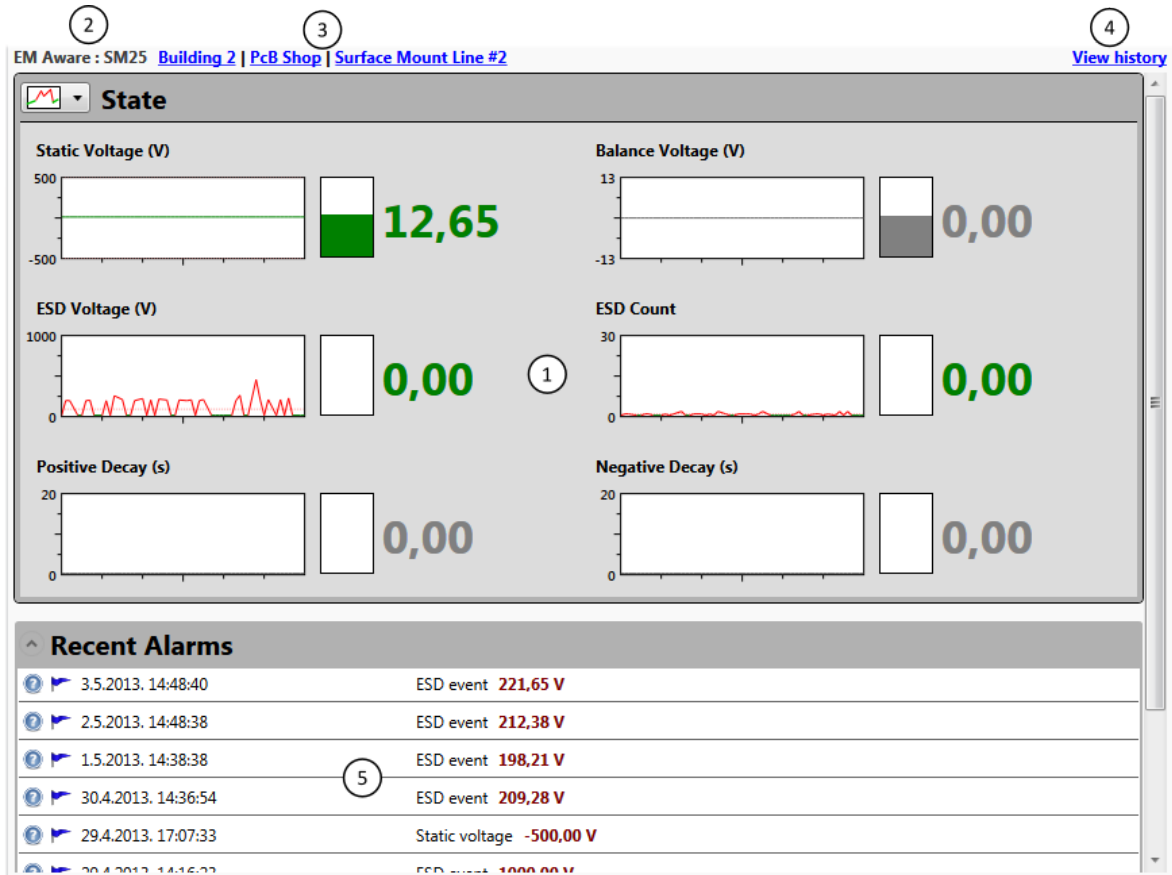 2 3 4
EM Aware : SM25 Building 2 | PcB Shop | Surface Mount Line #2 View history
State
Static Voltage (V) Balance Voltage (V)
500 13
12,65 0,00
-500 -13
ESD Voltage (V) ESD Count
1000 30
0,00 1 0,00
0 0
Positive Decay (s) Negative Decay (s)
20 20
0,00 0,00
0 0
Recent Alarms
3.5.2013. 14:48:40 ESD event 221,65 V
2.5.2013. 14:48:38 ESD event 212,38 V
1.5.2013. 14:38:38 ESD event 198,21 V
5
30.4.2013. 14:36:54 ESD event 209,28 V
29.4.2013. 17:07:33 Static voltage -500,00 V
ESD event 1000,00 V